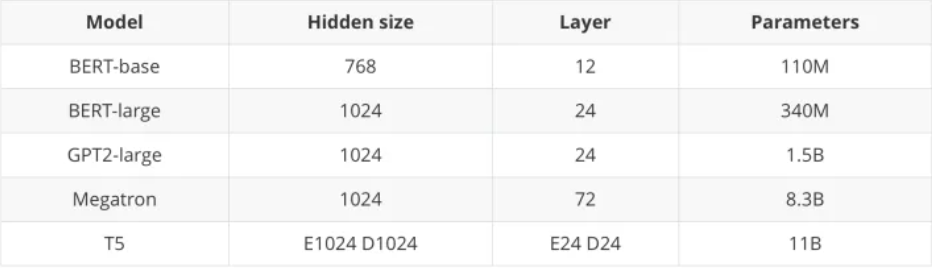 Model Hidden size Layer Parameters
BERT-base 768 12 110M
BERT-large 1024 24 340M
GPT2-large 1024 24 1.5B
Megatron 1024 72 8.3B
T5 E1024 D1024 E24 D24 11B